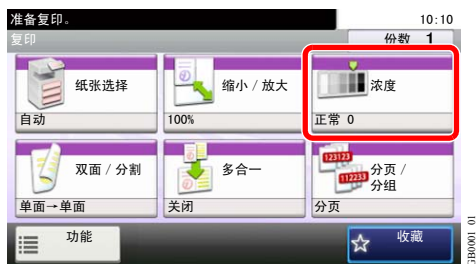 准备复印。 10:10
复印 份数 1
纸张选择 缩小 / 放大 浓度
自动 100% 正常 0
双面 / 分割 多合一 分页 /
分组
123123
112233
单面→单面 关闭 分页
功能 收藏